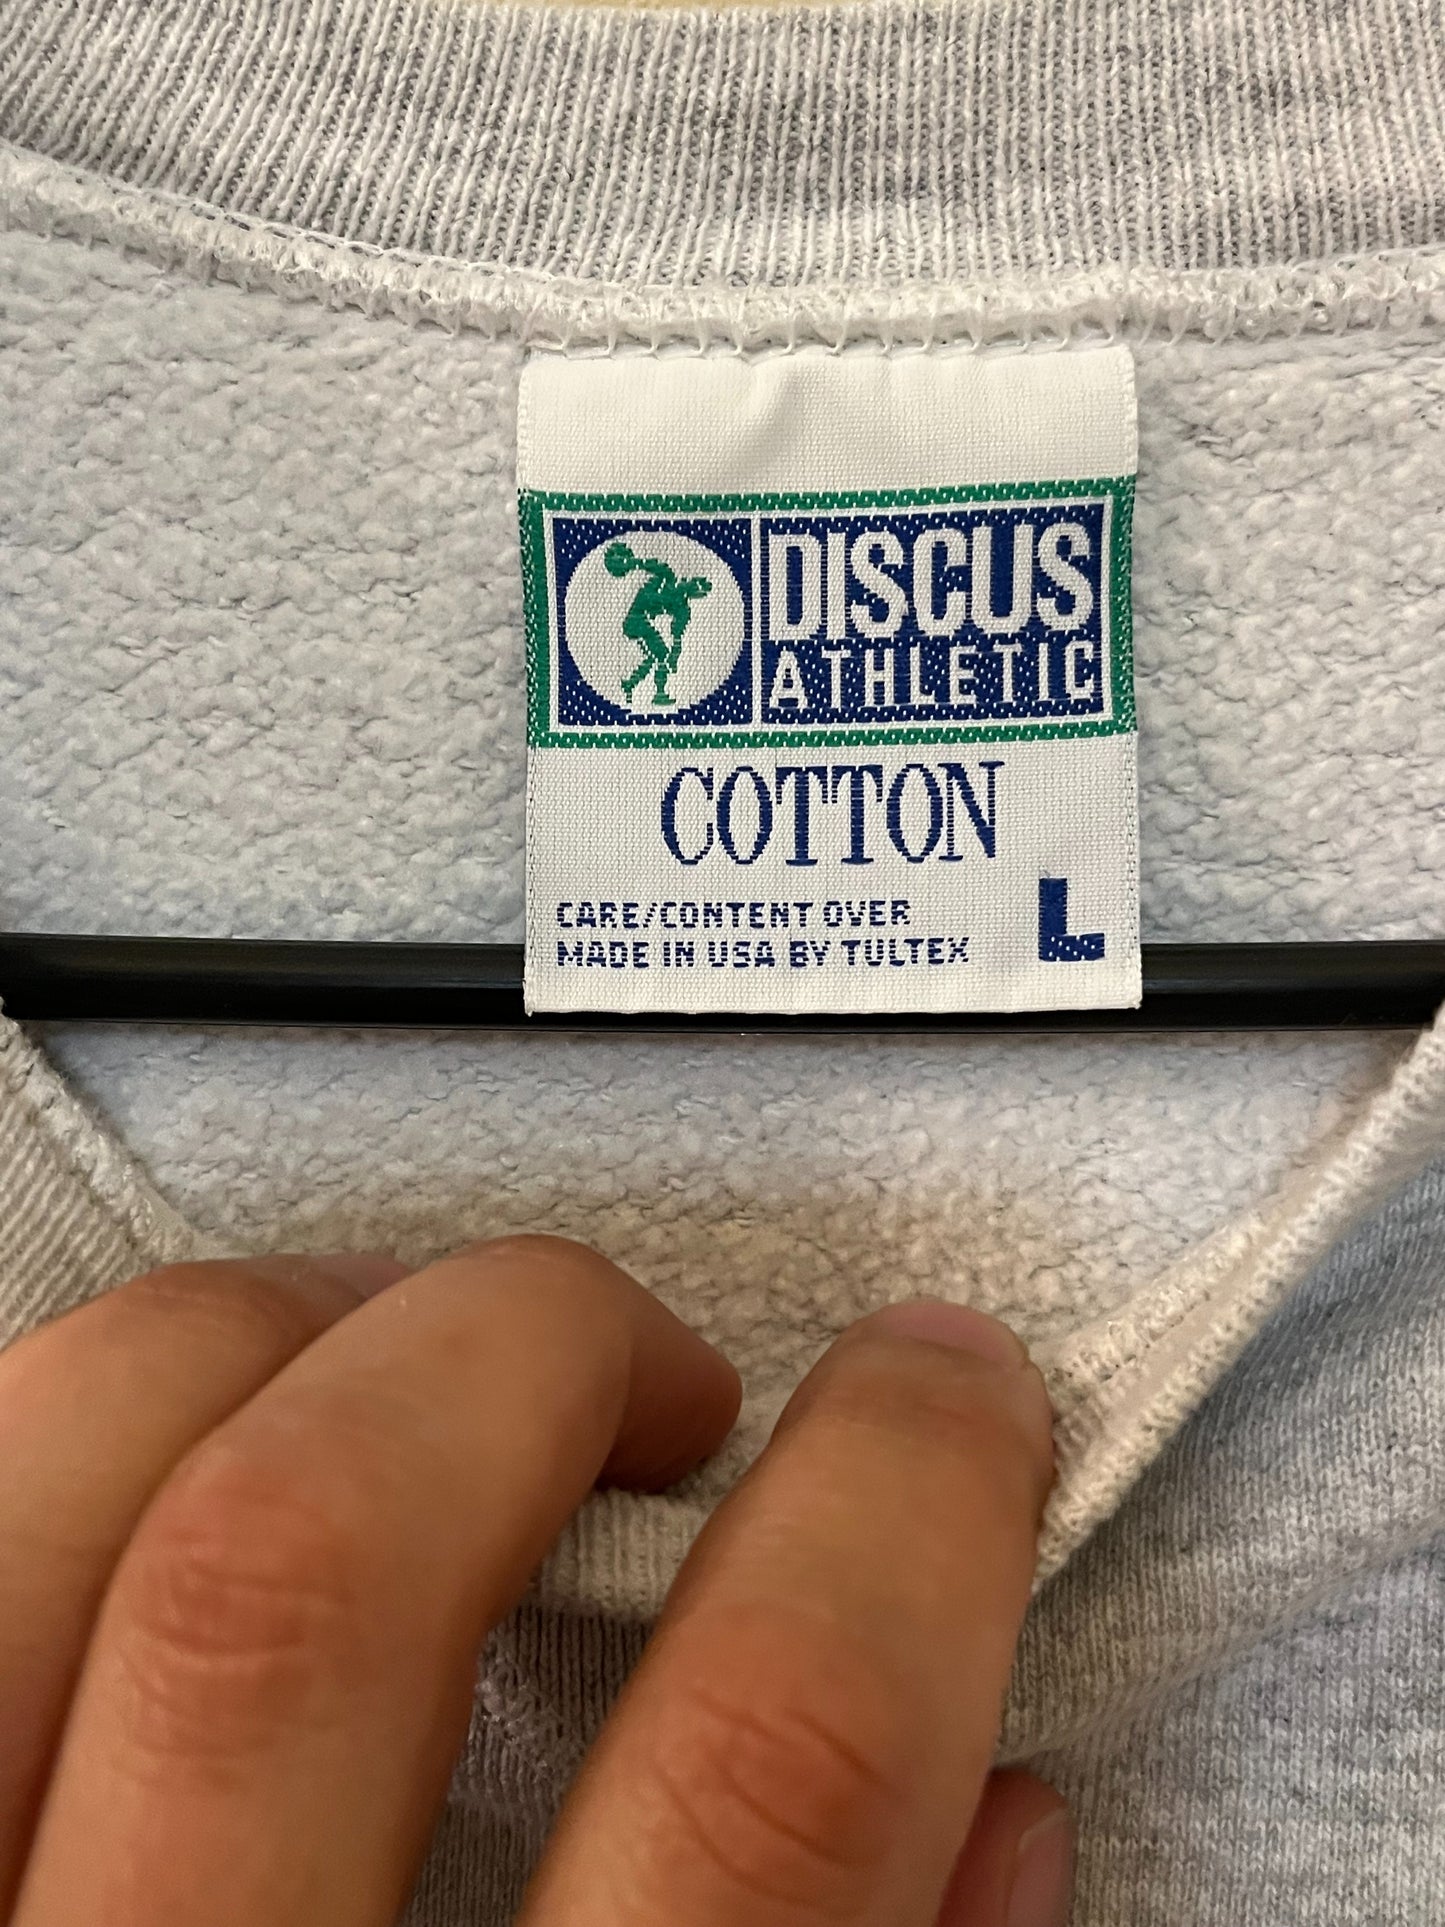 DISCUS
ATHLETIC
COTTON
CARE/CONTENT OVER
MADE IN USA BY TULTEX
L